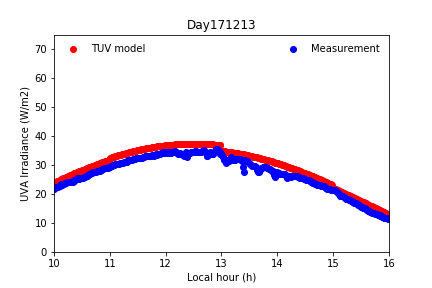 Day171213
TUV model
Measurement
UVA Irradiance (W/m2)
70
60
50
40
30
20
10
0
10 11 12 13 14 15 16
Local hour (h)